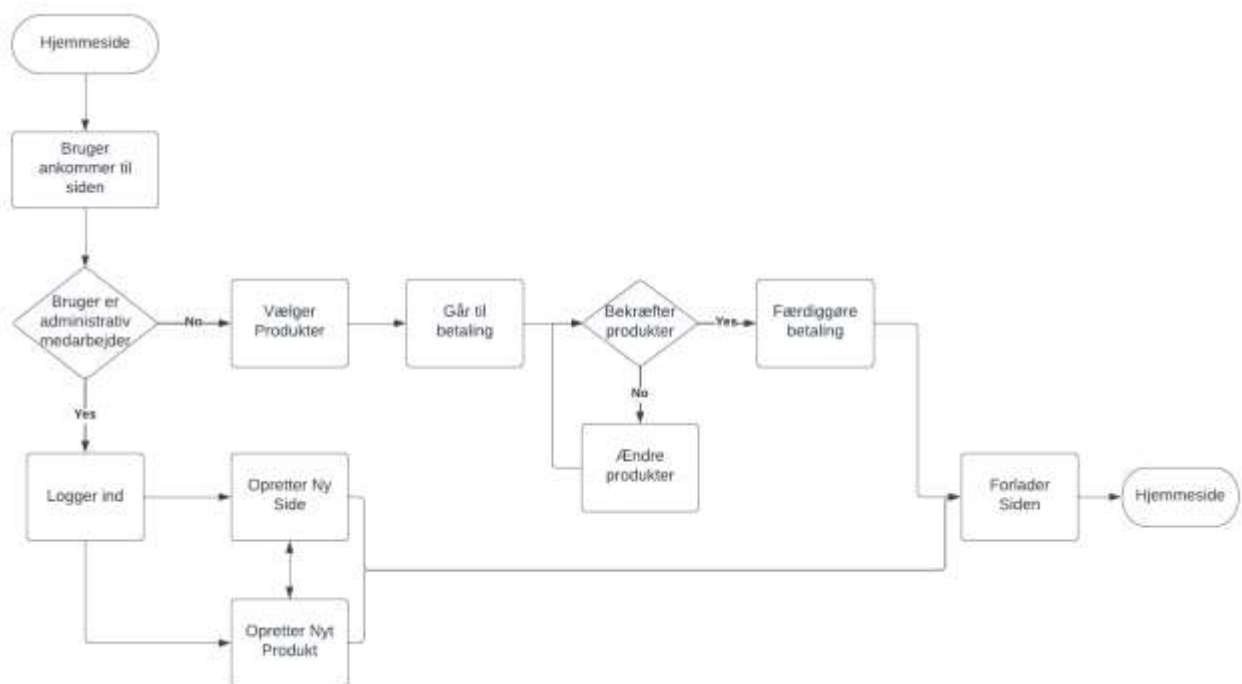 Hjemmeside
Bruger
ankommer til
siden
Bruger er
administrativ
medarbejder
No
Vælger
Produkter
Går til
betaling
Bekræfter
produkter
Yes
Færdiggøre
betaling
No
Ændre
produkter
Yes
Logger ind
Opretter Ny
Side
Opretter Nyt
Produkt
Forlader
Siden
Hjemmeside